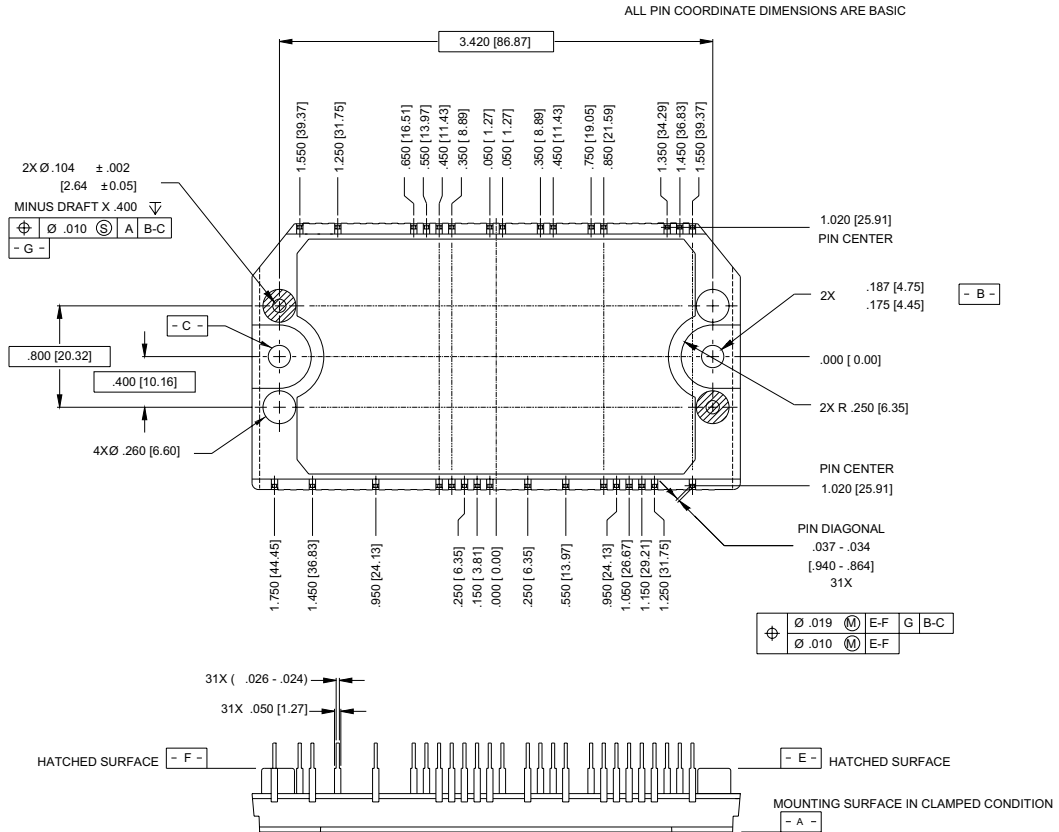 ALL PIN COORDINATE DIMENSIONS ARE BASIC
3.420 [86.87]
1.550 [39.37]
1.250 [31.75]
.650 [16.51]
.550 [13.97]
.450 [11.43]
.350 [ 8.89]
.050 [ 1.27]
.050 [ 1.27]
.350 [ 8.89]
.450 [11.43]
.750 [19.05]
.850 [21.59]
1.350 [34.29]
1.450 [36.83]
1.550 [39.37]
2X Ø .104 ± .002
[2.64 ±0.05]
MINUS DRAFT X .400
Ø .010 Ⓢ A B-C
- G -
1.020 [25.91]
PIN CENTER
2X .187 [4.75]
.175 [4.45]
- B -
- C -
.800 [20.32]
.400 [10.16]
.000 [ 0.00]
2X R .250 [6.35]
4XØ .260 [6.60]
PIN CENTER
1.020 [25.91]
PIN DIAGONAL
.037 - .034
[.940 - .864]
31X
1.750 [44.45]
1.450 [36.83]
.950 [24.13]
.250 [ 6.35]
.150 [ 3.81]
.000 [ 0.00]
.250 [ 6.35]
.550 [13.97]
.950 [24.13]
1.050 [26.67]
1.150 [29.21]
1.250 [31.75]
Ø .019 Ⓜ E-F G B-C
Ø .010 Ⓜ E-F
31X ( .026 - .024)
31X .050 [1.27]
HATCHED SURFACE - F -
- E - HATCHED SURFACE
MOUNTING SURFACE IN CLAMPED CONDITION
- A -